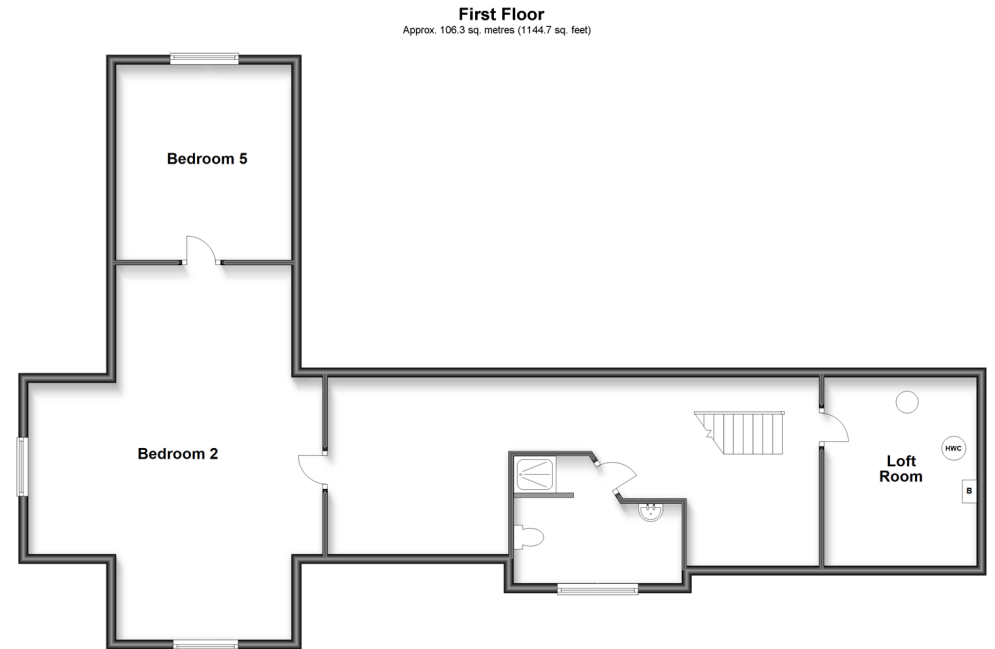 First Floor
Approx. 106.3 sq. metres (1144.7 sq. feet)
Bedroom 5
Bedroom 2
Loft
Room
HWC
B